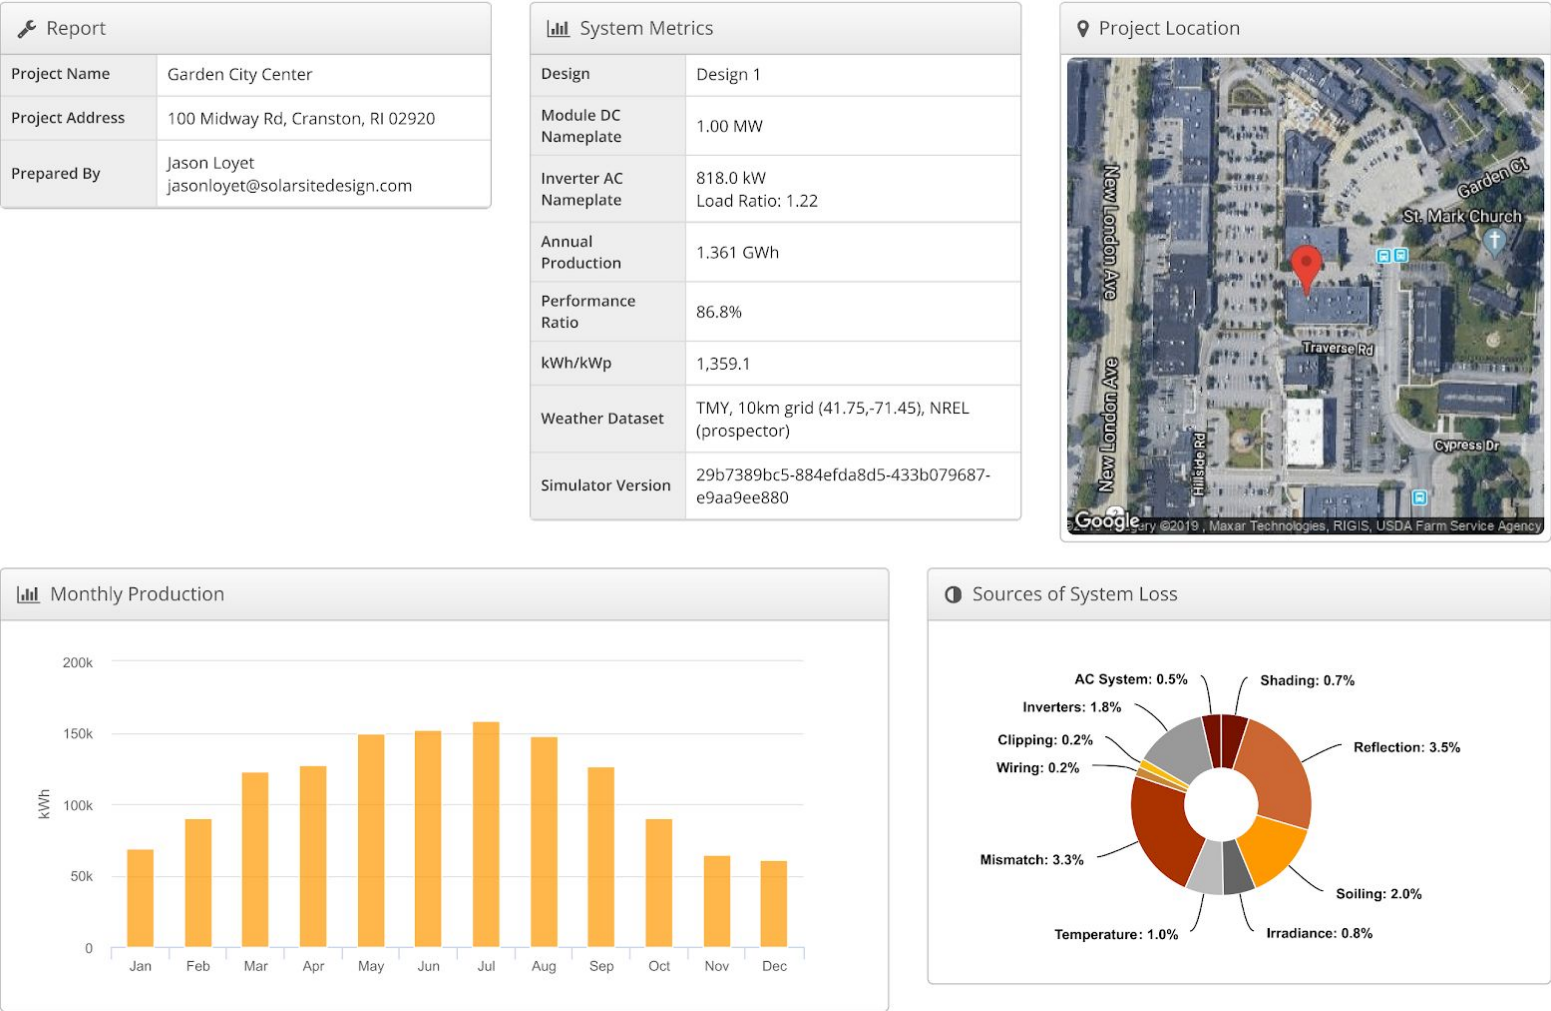 Report
Project Name
Garden City Center
Project Address
100 Midway Rd, Cranston, RI 02920
Prepared By
Jason Loyet
jasonloyet@solarsitedesign.com
System Metrics
Design
Design 1
Module DC
Nameplate
1.00 MW
Inverter AC
Nameplate
818.0 kW
Load Ratio: 1.22
Annual
Production
1.361 GWh
Performance
Ratio
86.8%
kWh/kWp
1,359.1
Weather Dataset
TMY, 10km grid (41.75,-71.45), NREL
(prospector)
Simulator Version
29b7389bc5-884efda8d5-433b079687-
e9aa9ee880
Project Location
New London Ave
Garden Ct
St. Mark Church
Traverse Rd
New London Ave
Hillside Rd
Cypress Dr
Google
©2019 , Maxar Technologies, RIGIS, USDA Farm Service Agency
Monthly Production
200k
150k
100k
50k
0
kWh
Jan
Feb
Mar
Apr
May
Jun
Jul
Aug
Sep
Oct
Nov
Dec
Sources of System Loss
AC System: 0.5%
Shading: 0.7%
Inverters: 1.8%
Clipping: 0.2%
Reflection: 3.5%
Wiring: 0.2%
Mismatch: 3.3%
Soiling: 2.0%
Temperature: 1.0%
Irradiance: 0.8%